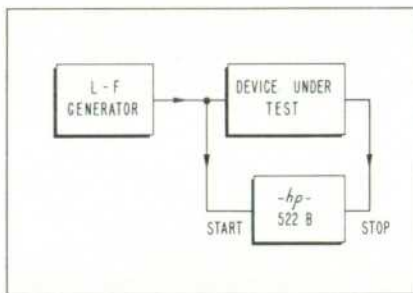 L - F
GENERATOR
DEVICE UNDER
TEST
-hp-
522 B
START
STOP